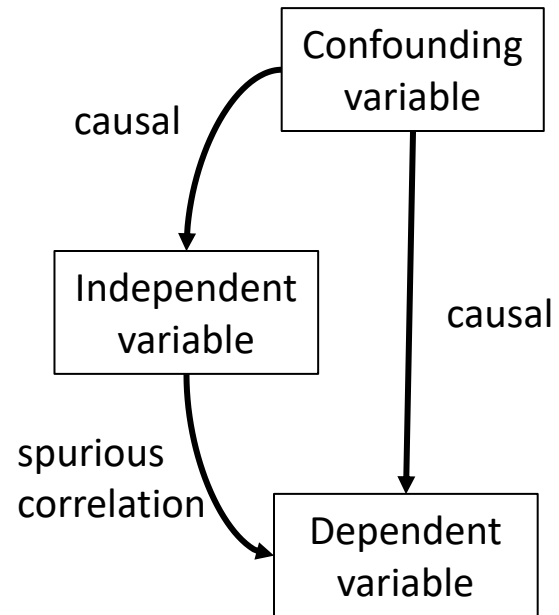 Confounding
variable
causal
Independent
variable
causal
spurious
correlation
Dependent
variable